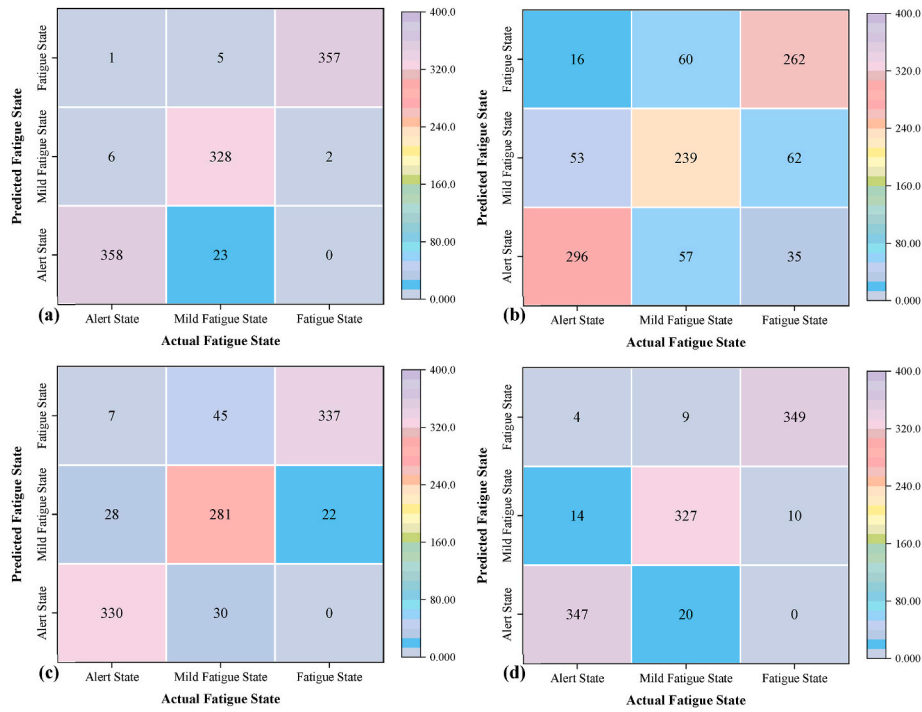 Predicted Fatigue State
Fatigue State
Mild Fatigue State
Alert State
1 5 357
6 328 2
358 23 0
Alert State Mild Fatigue State Fatigue State
Actual Fatigue State
(a)
400.0
320.0
240.0
160.0
80.00
0.000
Predicted Fatigue State
Fatigue State
Mild Fatigue State
Alert State
16 60 262
53 239 62
296 57 35
Alert State Mild Fatigue State Fatigue State
Actual Fatigue State
(b)
400.0
320.0
240.0
160.0
80.00
0.000
Predicted Fatigue State
Fatigue State
Mild Fatigue State
Alert State
7 45 337
28 281 22
330 30 0
Alert State Mild Fatigue State Fatigue State
Actual Fatigue State
(c)
400.0
320.0
240.0
160.0
80.00
0.000
Predicted Fatigue State
Fatigue State
Mild Fatigue State
Alert State
4 9 349
14 327 10
347 20 0
Alert State Mild Fatigue State Fatigue State
Actual Fatigue State
(d)
400.0
320.0
240.0
160.0
80.00
0.000